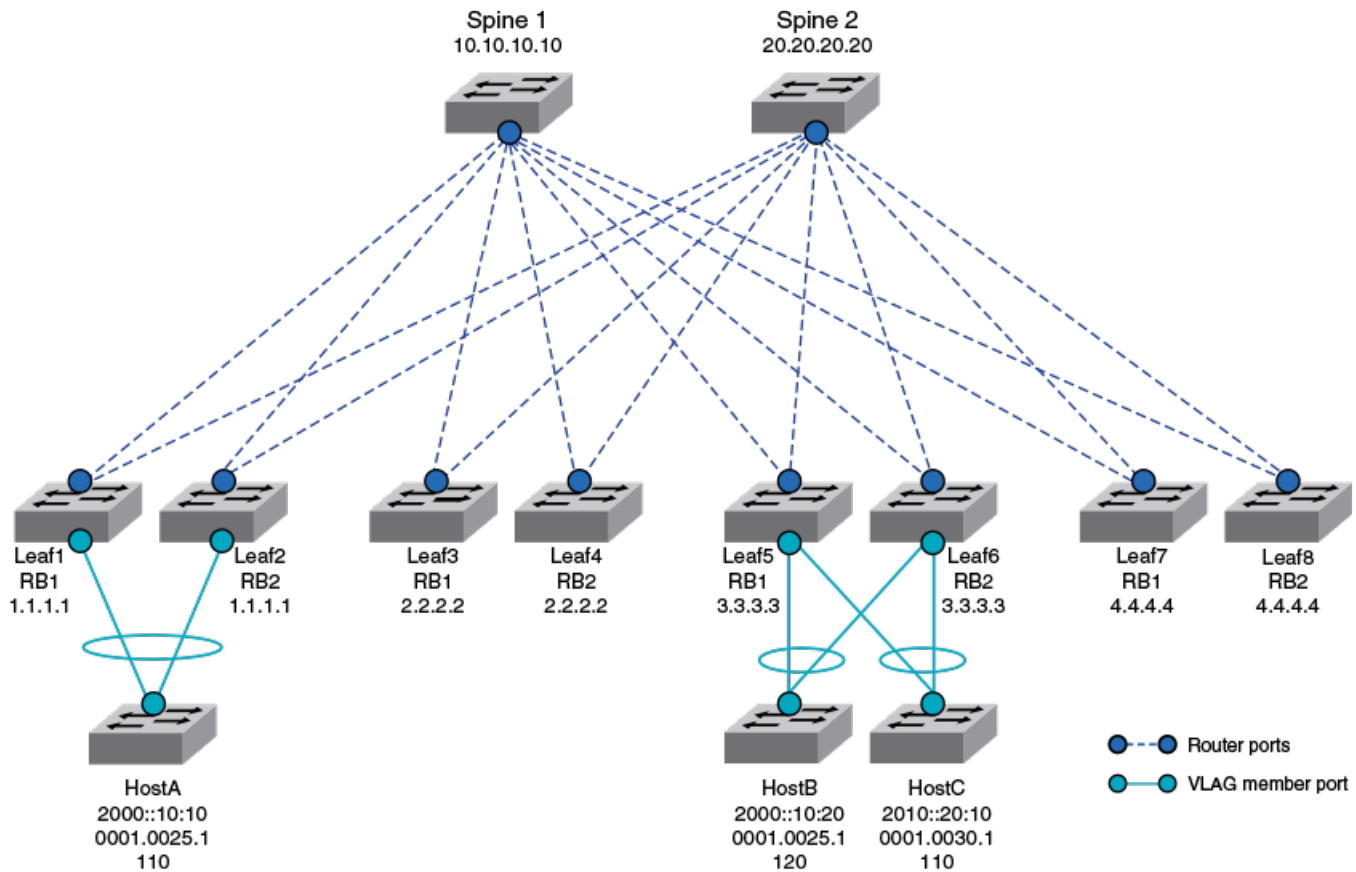 Spine 1
10.10.10.10
Spine 2
20.20.20.20
Leaf1
RB1
1.1.1.1
Leaf2
RB2
1.1.1.1
Leaf3
RB1
2.2.2.2
Leaf4
RB2
2.2.2.2
Leaf5
RB1
3.3.3.3
Leaf6
RB2
3.3.3.3
Leaf7
RB1
4.4.4.4
Leaf8
RB2
4.4.4.4
HostA
2000::10:10
0001.0025.1
110
HostB
2000::10:20
0001.0025.1
120
HostC
2010::20:10
0001.0030.1
110
Router ports
VLAG member port